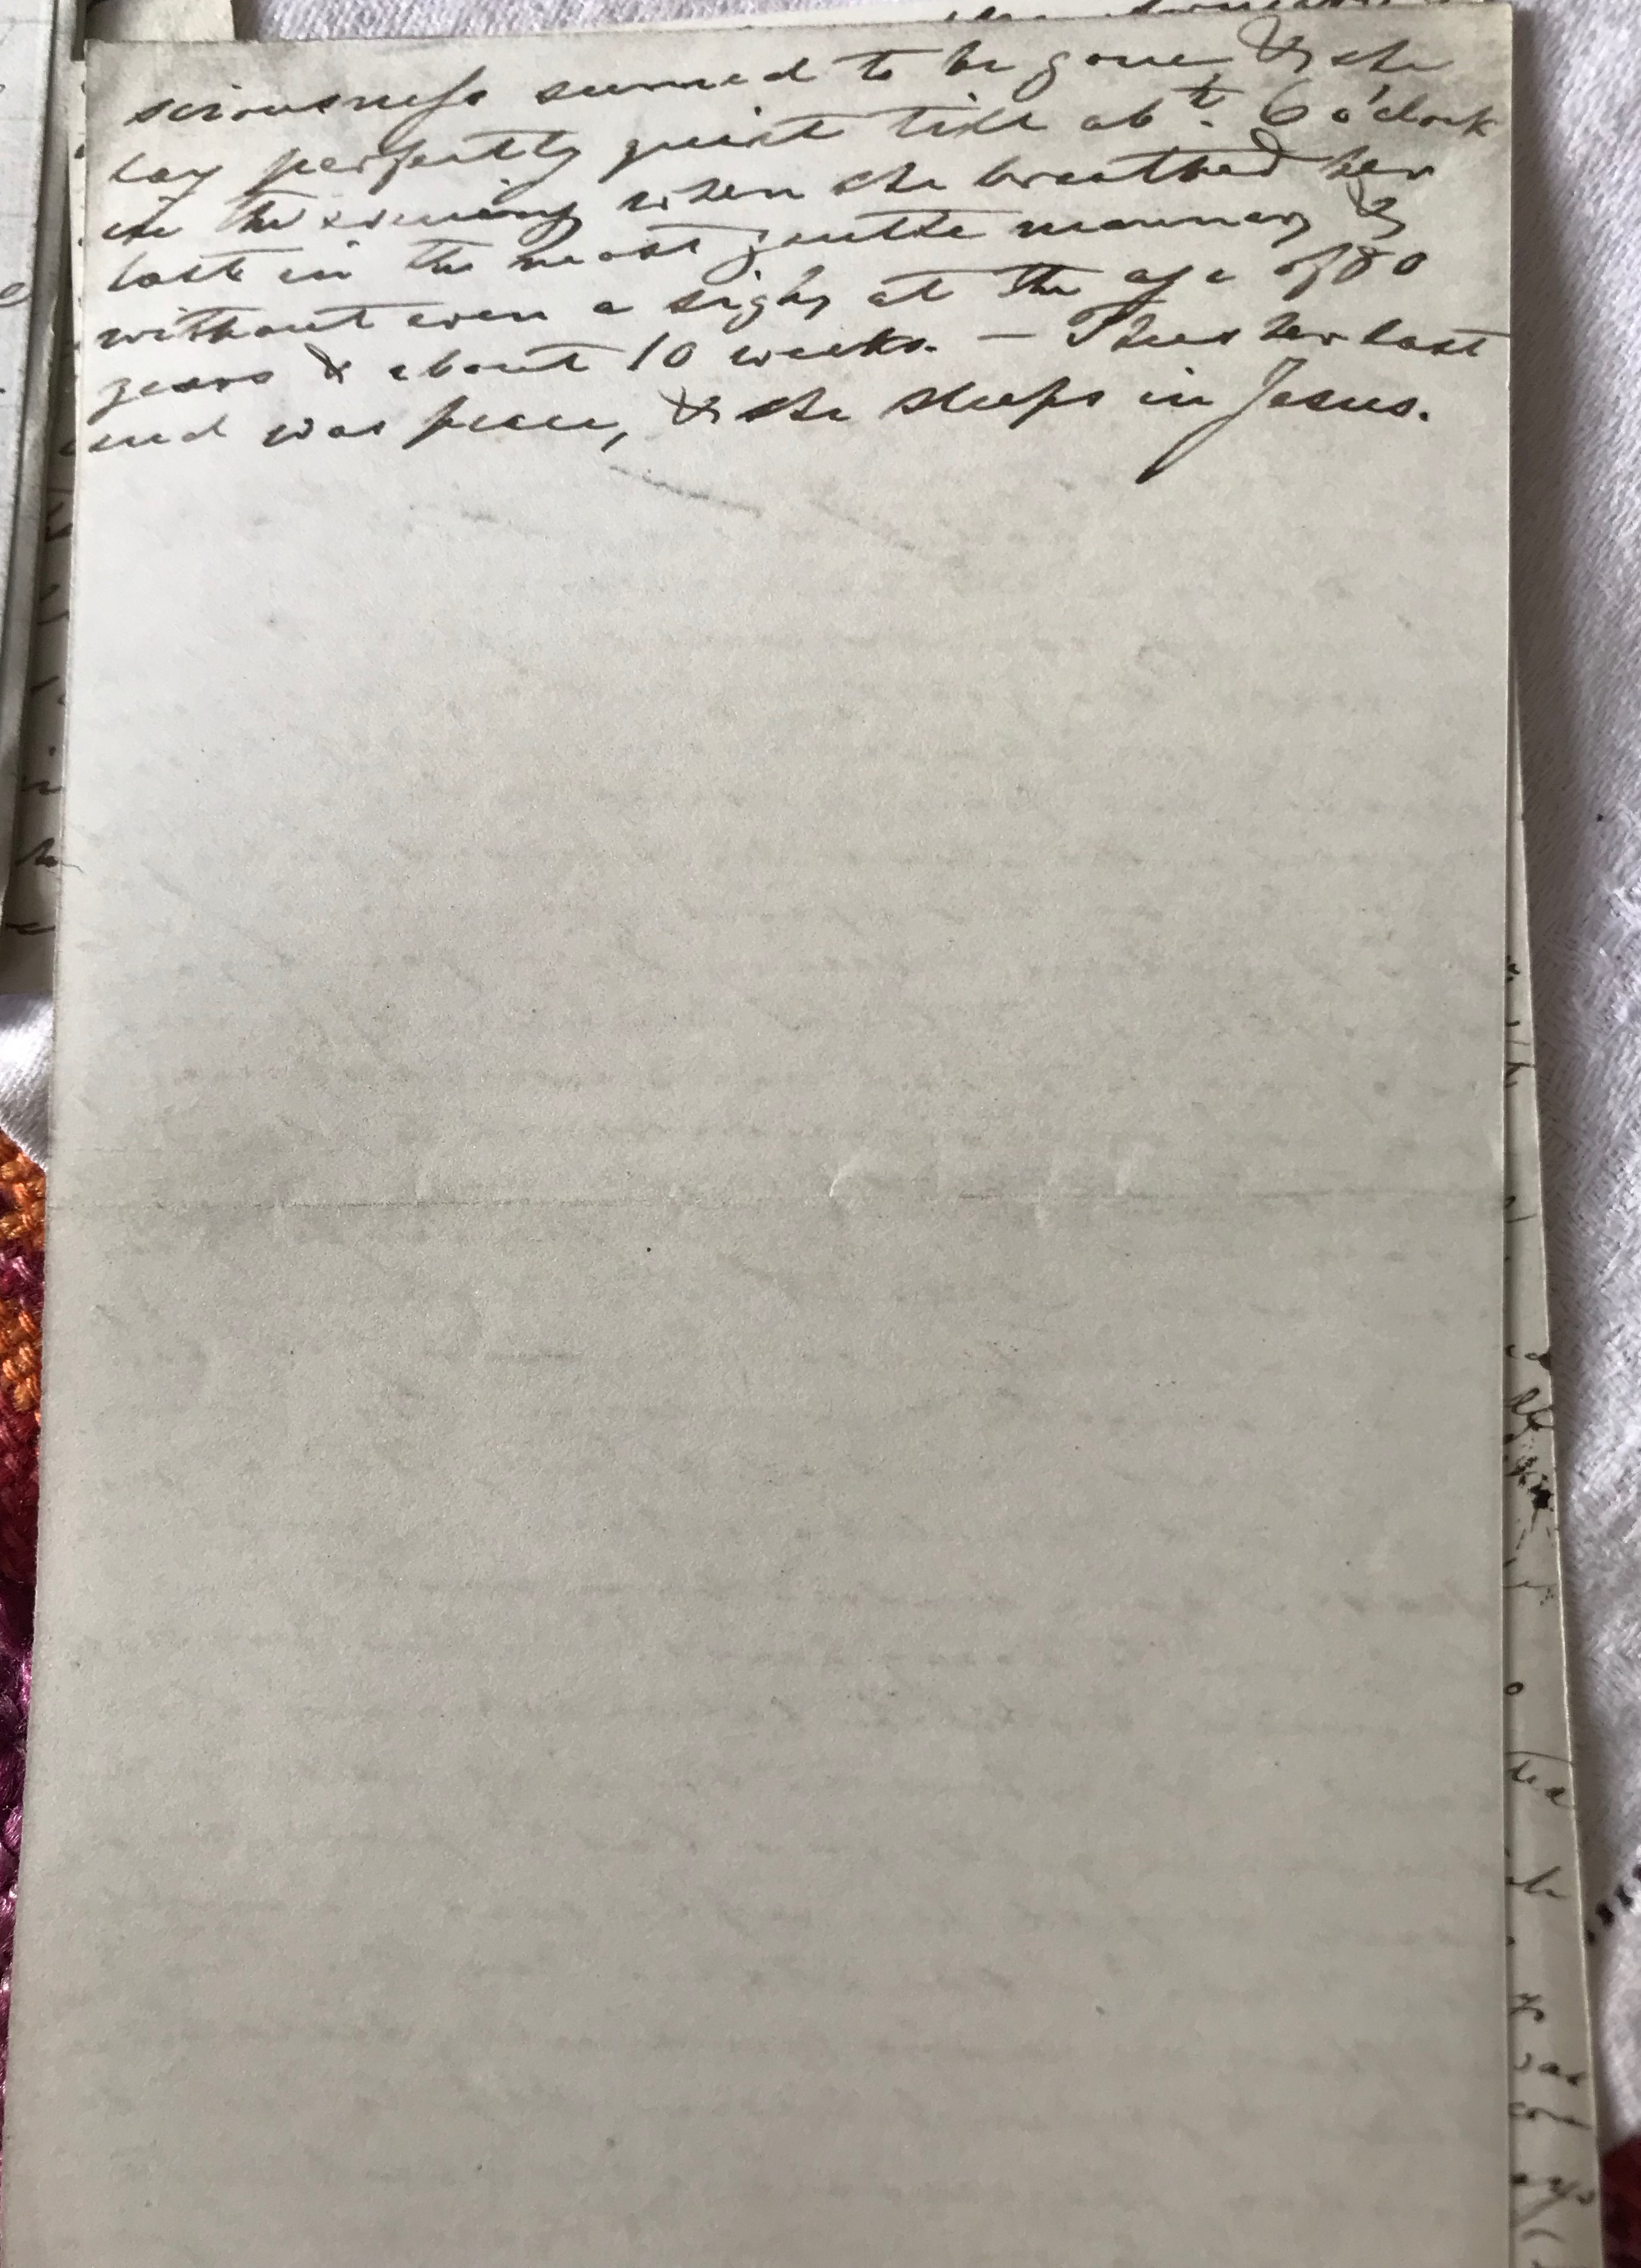 seriousness seemed to be gone & she
lay perfectly quiet till abt. 6 o'clock
in the evening when she breathed her
last in the most gentle manner, &
without even a sigh, at the age of 80
years & about 10 weeks. — Thus her last
end was peace, & she sleeps in Jesus.